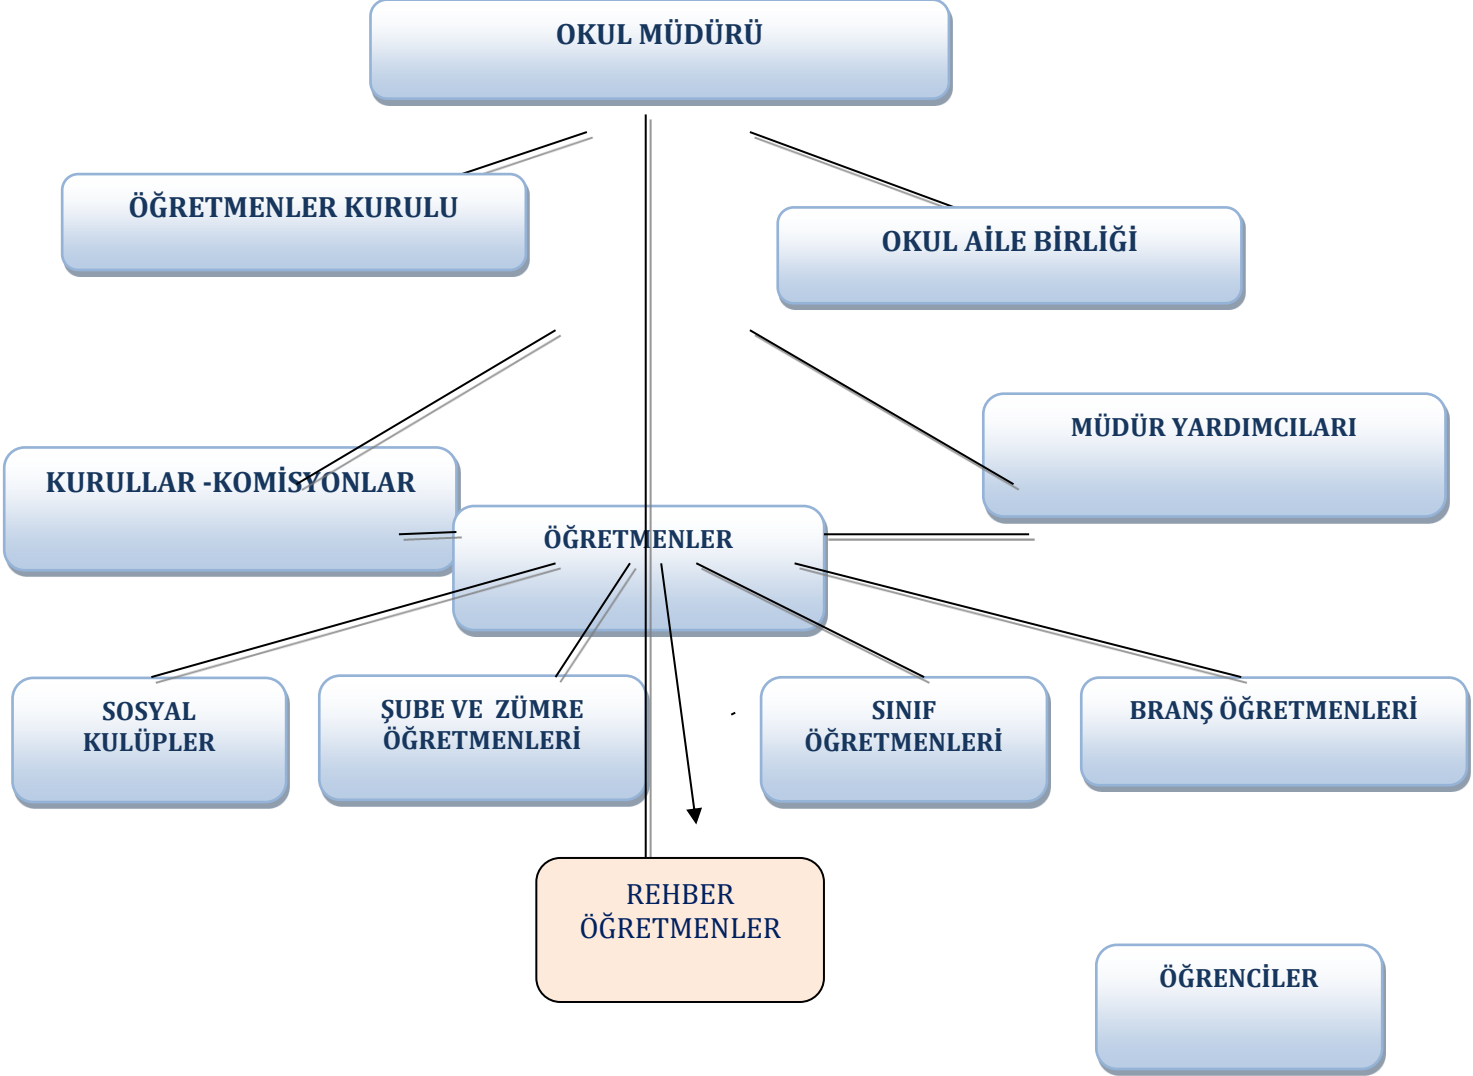 OKUL MÜDÜRÜ
ÖĞRETMENLER KURULU
OKUL AİLE BİRLİĞİ
MÜDÜR YARDIMCILARI
KURULLAR -KOMİSYONLAR
ÖĞRETMENLER
SOSYAL
KULÜPLER
ŞUBE VE  ZÜMRE
ÖĞRETMENLERİ
SINIF
ÖĞRETMENLERİ
BRANŞ ÖĞRETMENLERİ
REHBER
ÖĞRETMENLER
ÖĞRENCİLER